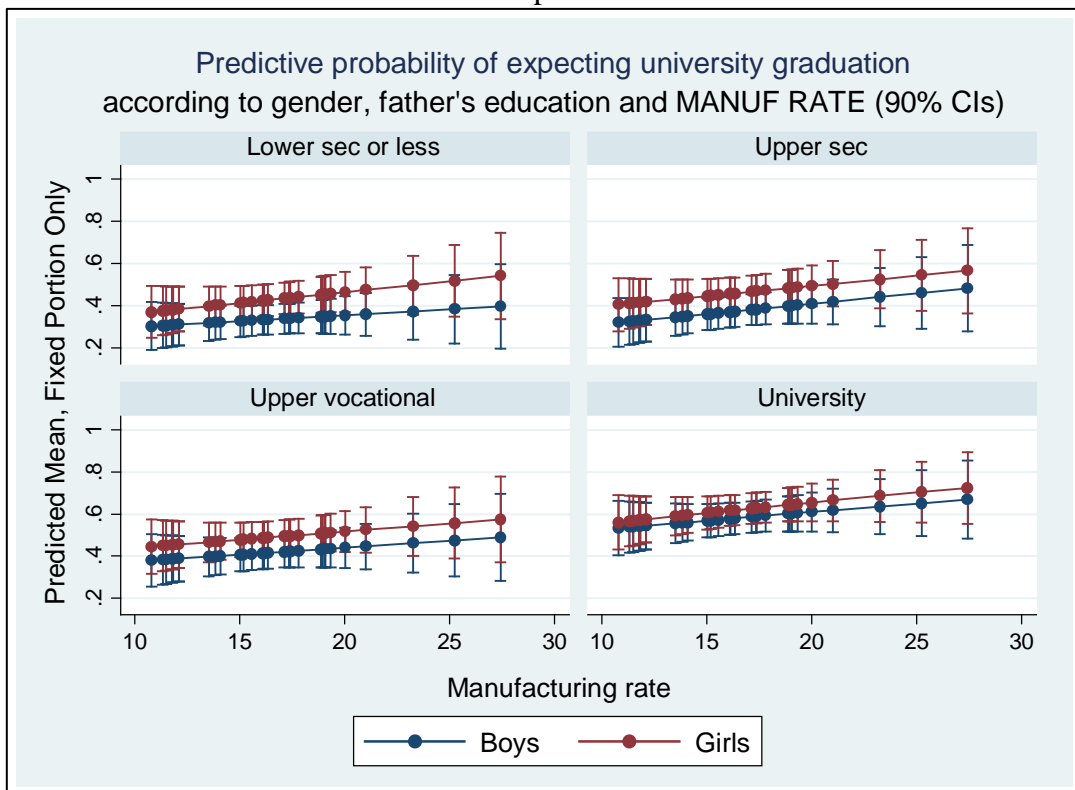 Predictive probability of expecting university graduation
according to gender, father's education and MANUF RATE (90% CIs)
Predicted Mean, Fixed Portion Only
Lower sec or less
Upper sec
1
.8
.6
.4
.2
Upper vocational
University
1
.8
.6
.4
.2
10 15 20 25 30
10 15 20 25 30
Manufacturing rate
Boys
Girls